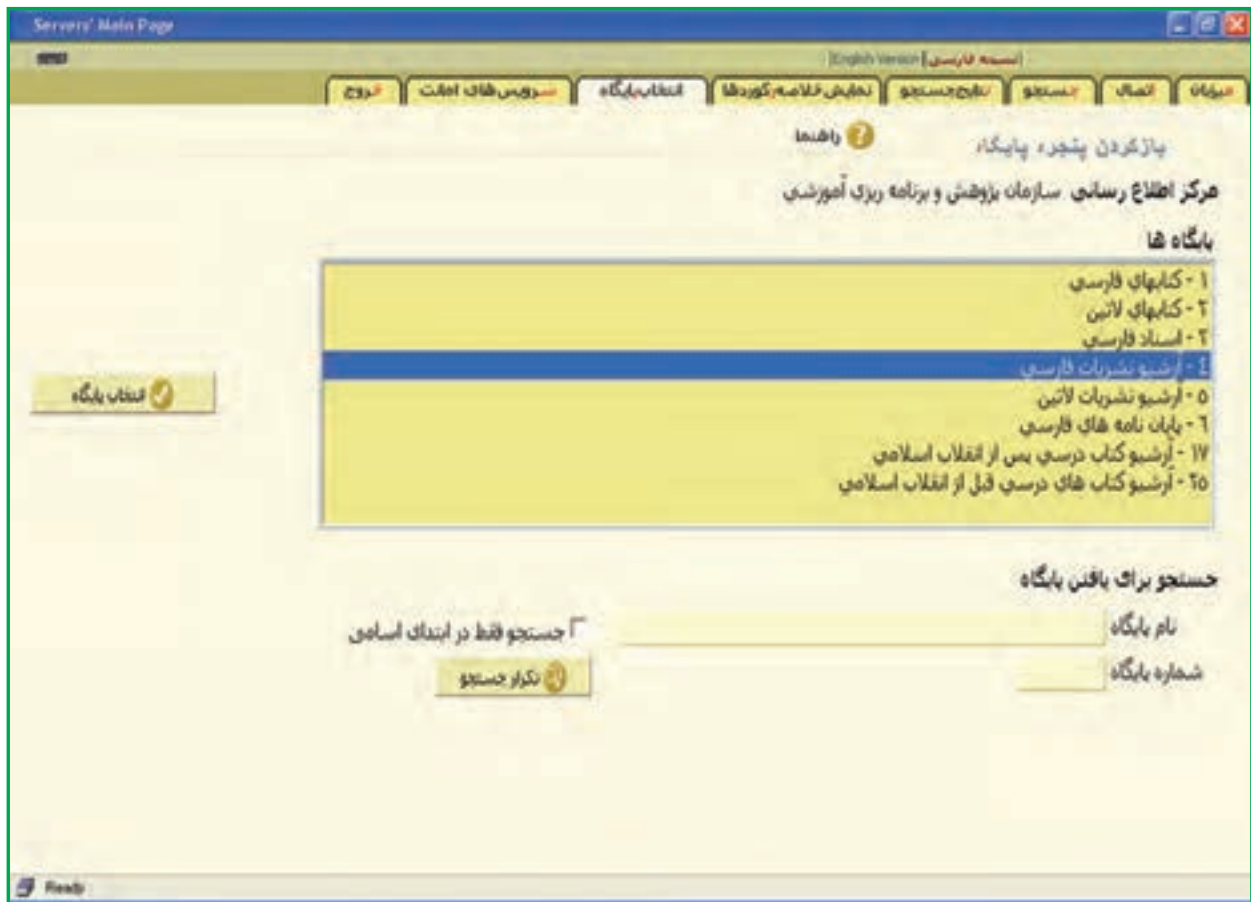 Servers' Main Page
[نسخه فارسی] [English Version]
میزبان اتصال جستجو نتایج جستجو نمایش خلاصه رکوردها انتخاب پایگاه سرویس های امانت خروج
بازکردن پنجره پایگاه راهنما
مرکز اطلاع رسانی سازمان پژوهش و برنامه ریزی آموزشی
پایگاه ها
۱ - کتابهای فارسی
۲ - کتابهای لاتین
۳ - اسناد فارسی
٤ - آرشیو نشریات فارسی
۵ - آرشیو نشریات لاتین
٦ - پایان نامه های فارسی
۱۷ - آرشیو کتاب درسی پس از انقلاب اسلامی
۲۵ - آرشیو کتاب های درسی قبل از انقلاب اسلامی
انتخاب پایگاه
جستجو برای یافتن پایگاه
نام پایگاه جستجو فقط در ابتدای اسامی
شماره پایگاه تکرار جستجو
Ready